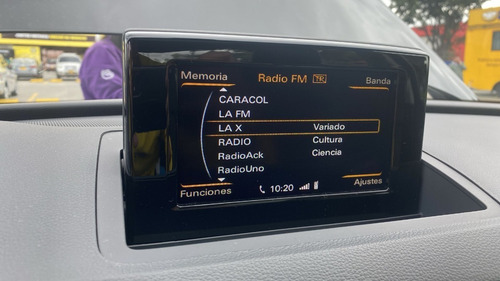 Memoria Radio FM TP Banda
CARACOL
LA FM
LA X Variado
RADIO Cultura
RadioAck Ciencia
RadioUno
Funciones 10:20 Ajustes